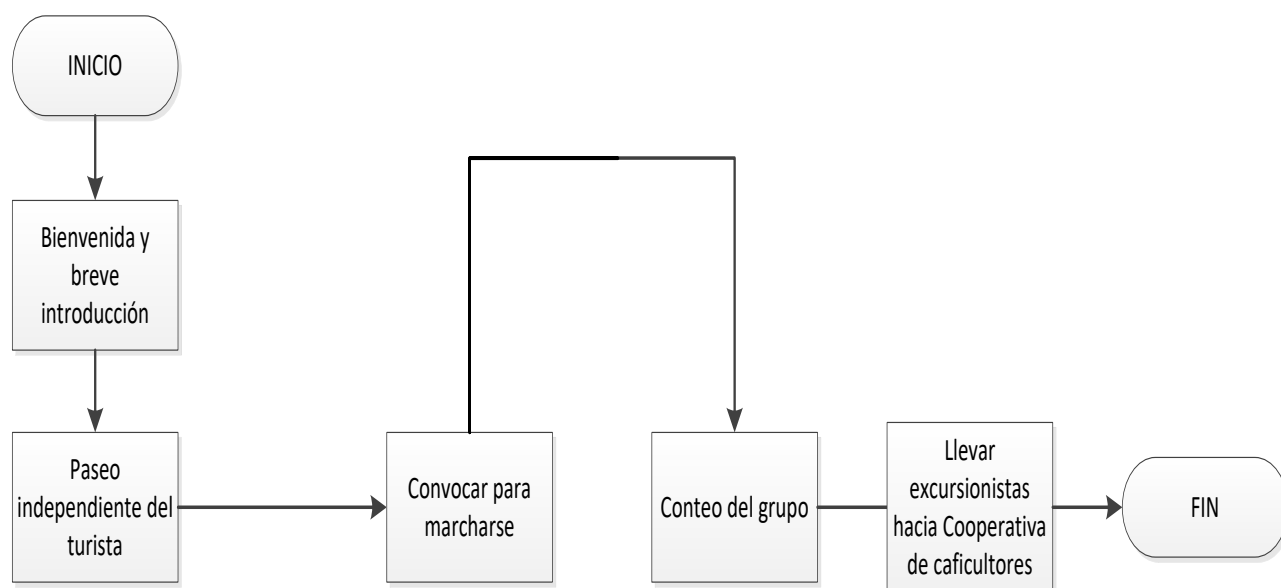 INICIO
Bienvenida y
breve
introducción
Paseo
independiente del
turista
Convocar para
marcharse
Conteo del grupo
Llevar
excursionistas
hacia Cooperativa
de caficultores
FIN